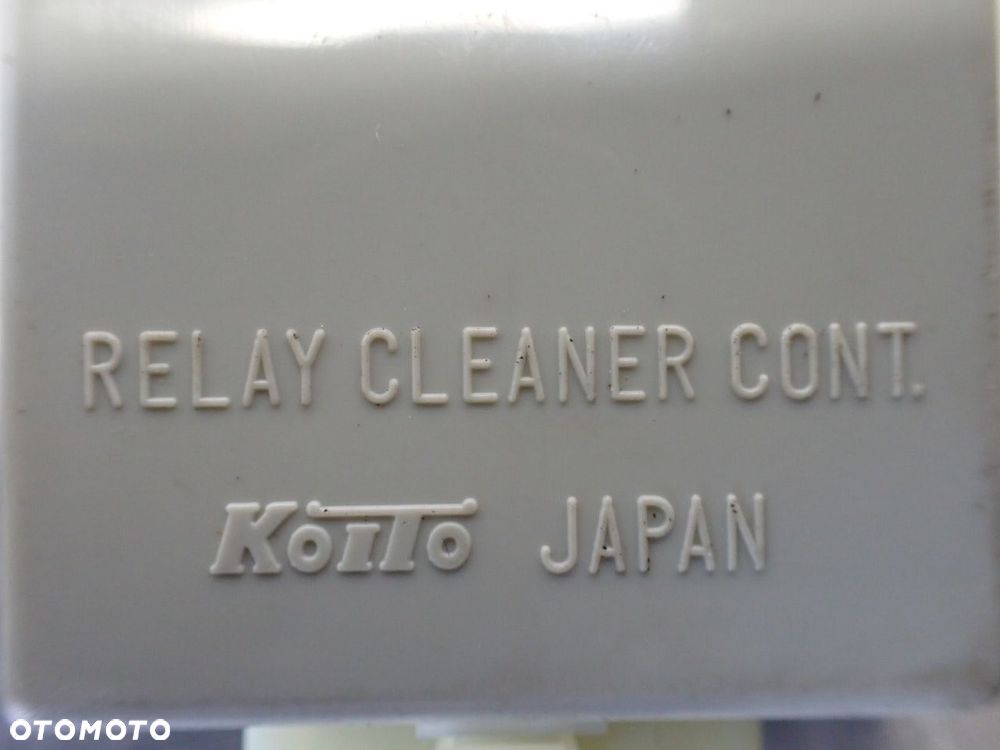 RELAY CLEANER CONT.
KOITO JAPAN
OTOMOTO